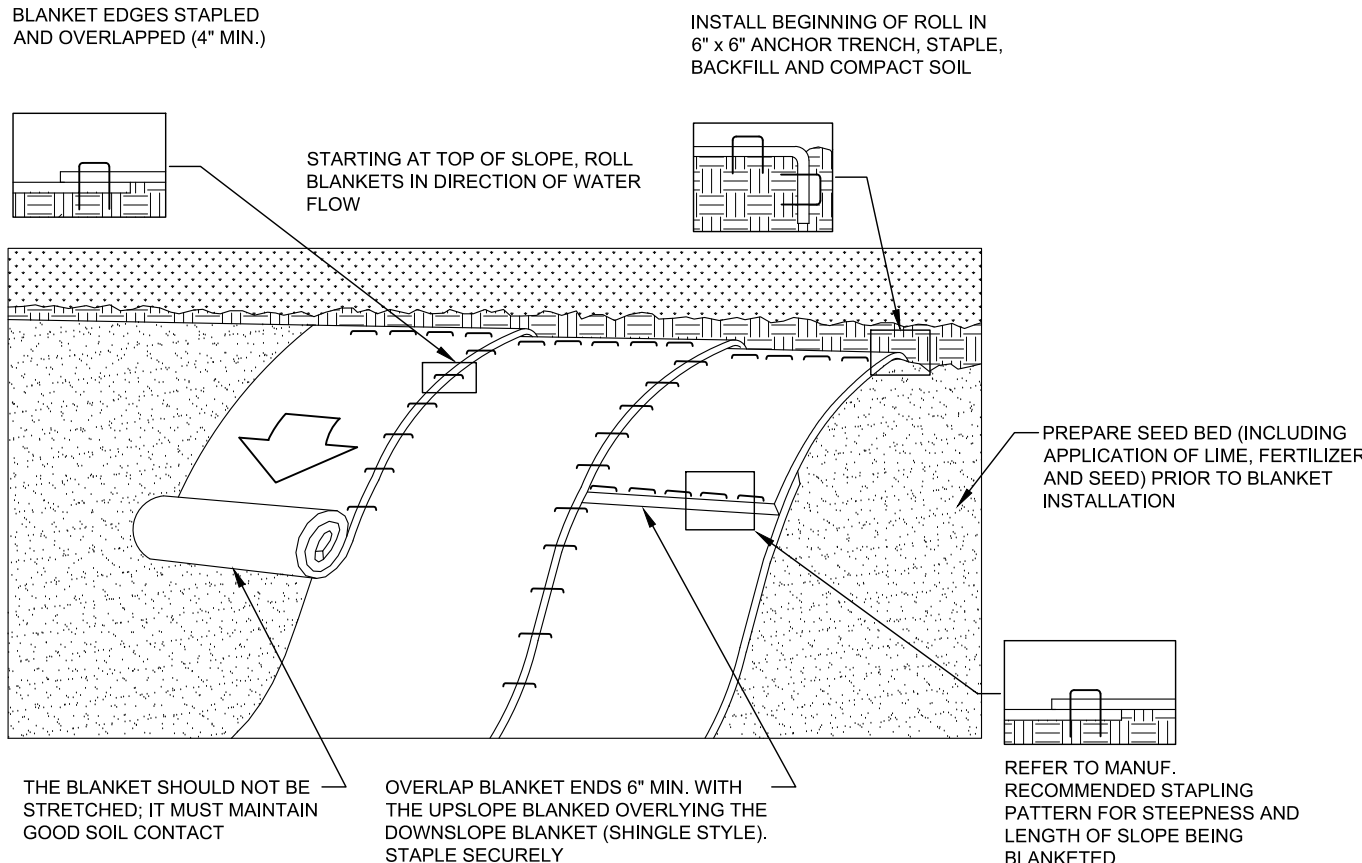 BLANKET EDGES STAPLED
AND OVERLAPPED (4" MIN.)
INSTALL BEGINNING OF ROLL IN
6" x 6" ANCHOR TRENCH, STAPLE,
BACKFILL AND COMPACT SOIL
STARTING AT TOP OF SLOPE, ROLL
BLANKETS IN DIRECTION OF WATER
FLOW
PREPARE SEED BED (INCLUDING
APPLICATION OF LIME, FERTILIZER
AND SEED) PRIOR TO BLANKET
INSTALLATION
THE BLANKET SHOULD NOT BE
STRETCHED; IT MUST MAINTAIN
GOOD SOIL CONTACT
OVERLAP BLANKET ENDS 6" MIN. WITH
THE UPSLOPE BLANKED OVERLYING THE
DOWNSLOPE BLANKET (SHINGLE STYLE).
STAPLE SECURELY
REFER TO MANUF.
RECOMMENDED STAPLING
PATTERN FOR STEEPNESS AND
LENGTH OF SLOPE BEING
BLANKETED